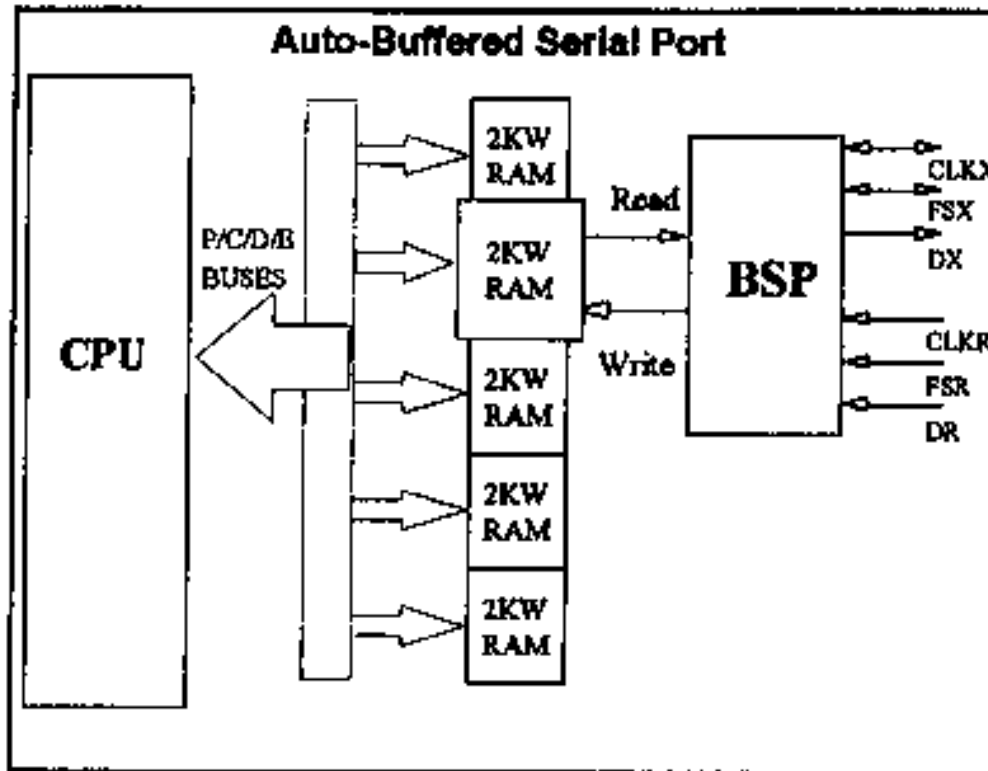 Auto-Buffered Serial Port
CPU
P/C/D/E
BUSES
2KW
RAM
2KW
RAM
2KW
RAM
2KW
RAM
2KW
RAM
Read
Write
BSP
CLKX
FSX
DX
CLKR
FSR
DR